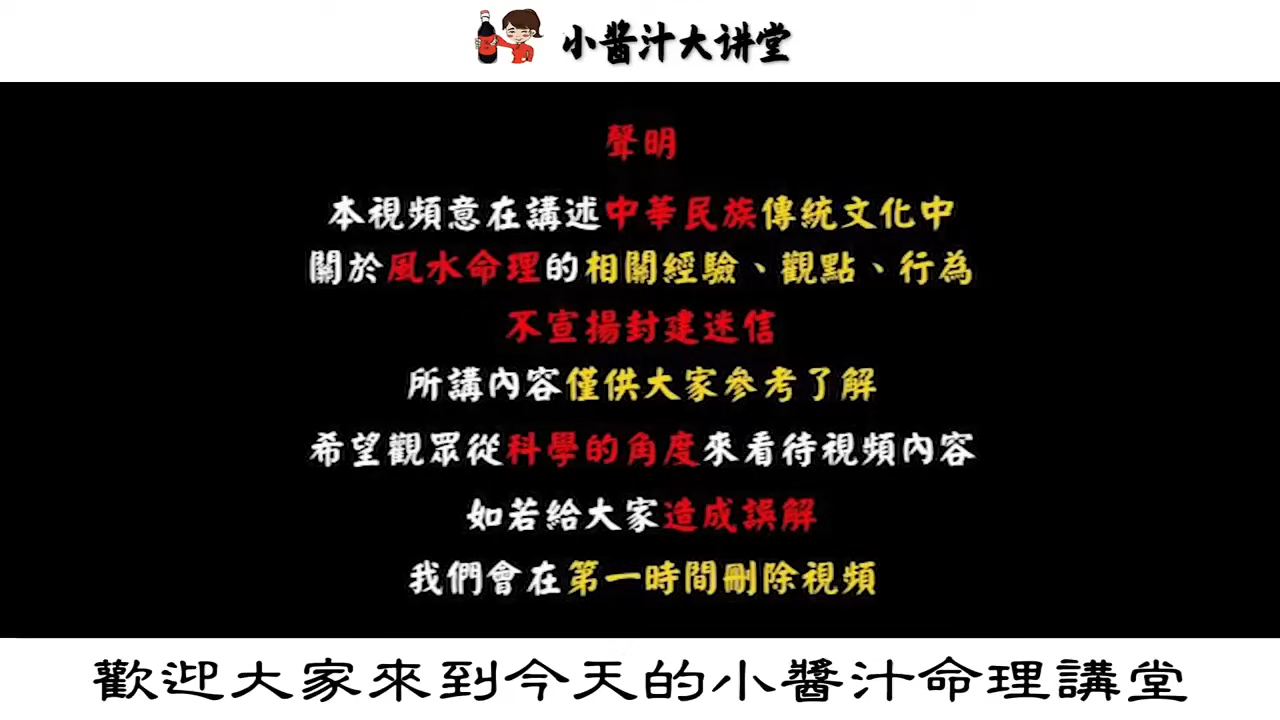 小醬汁大讲堂
聲明
本視頻意在講述中華民族傳統文化中
關於風水命理的相關經驗、觀點、行為
不宣揚封建迷信
所講內容僅供大家參考了解
希望觀眾從科學的角度來看待視頻內容
如若給大家造成誤解
我們會在第一時間刪除視頻
歡迎大家來到今天的小醬汁命理講堂